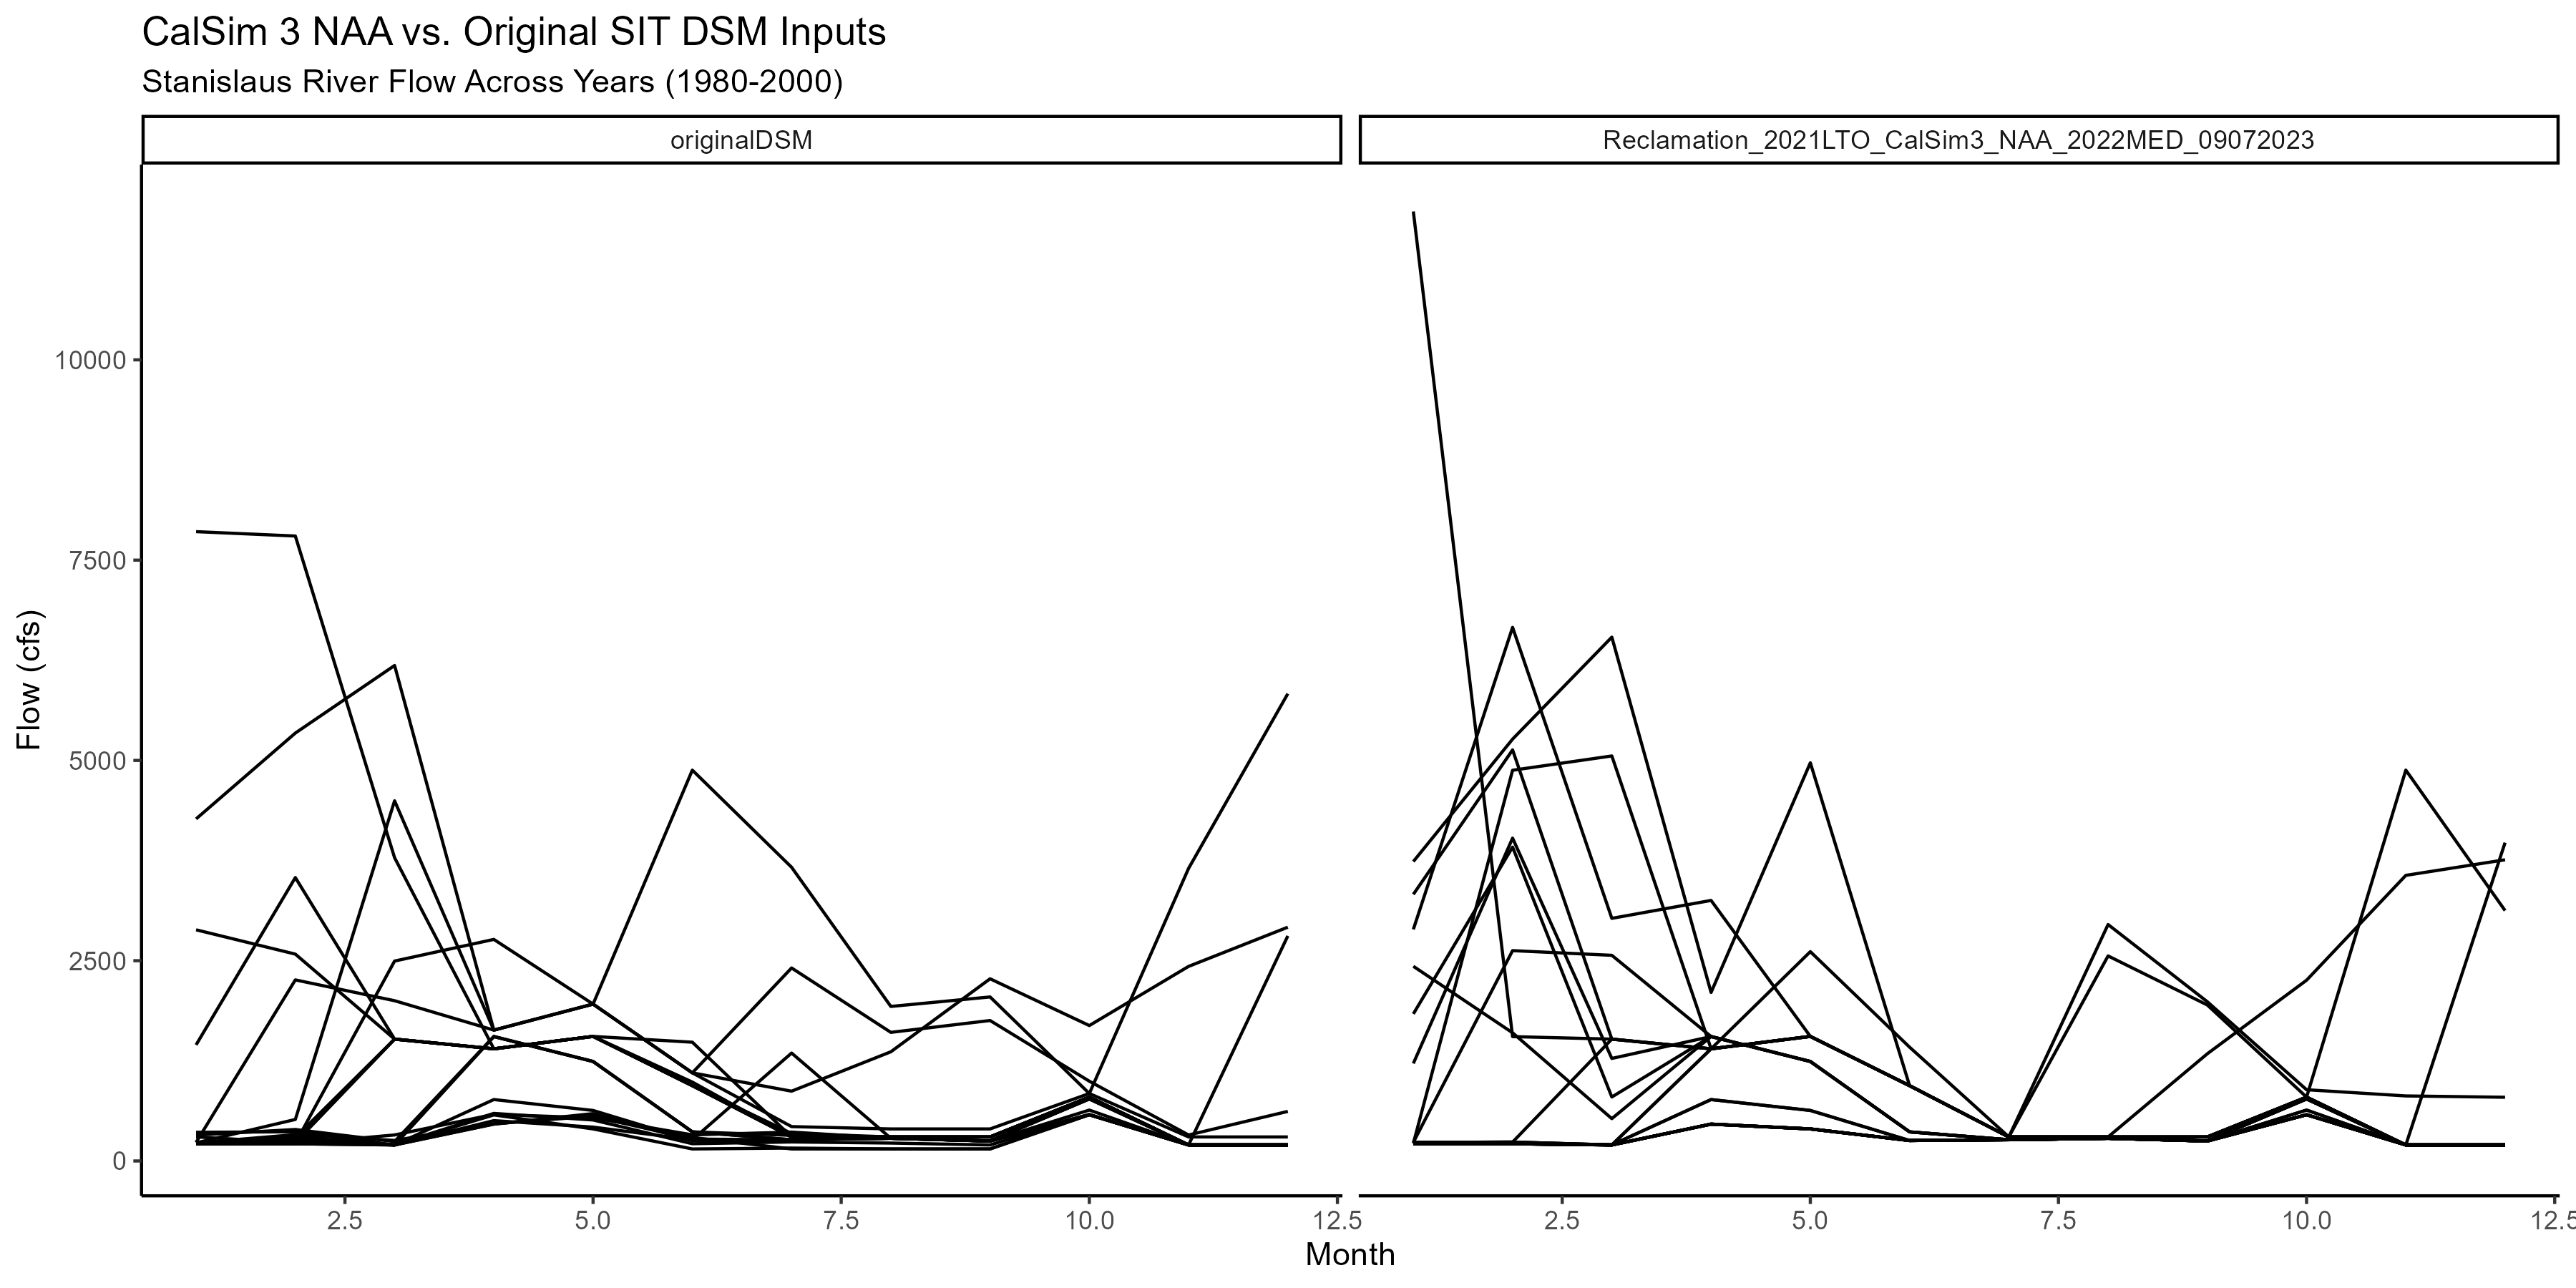 CalSim 3 NAA vs. Original SIT DSM Inputs
Stanislaus River Flow Across Years (1980-2000)
originalDSM
Reclamation_2021LTO_CalSim3_NAA_2022MED_09072023
Flow (cfs)
10000
7500
5000
2500
0
2.5 5.0 7.5 10.0 12.5
2.5 5.0 7.5 10.0 12.5
Month